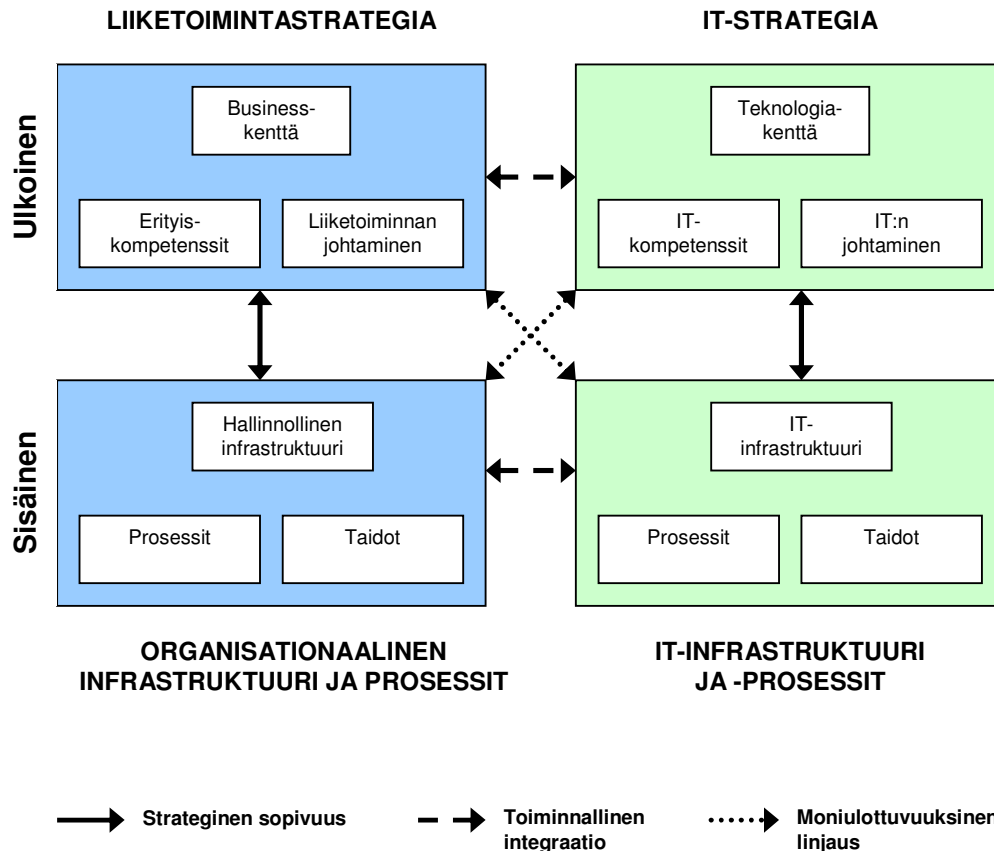 LIIKETOIMINTASTRATEGIA
IT-STRATEGIA
Ulkoinen
Business-
kenttä
Erityis-
kompetenssit
Liiketoiminnan
johtaminen
Teknologia-
kenttä
IT-
kompetenssit
IT:n
johtaminen
Sisäinen
Hallinnollinen
infrastruktuuri
Prosessit
Taidot
IT-
infrastruktuuri
Prosessit
Taidot
ORGANISATIONAALINEN
INFRASTRUKTUURI JA PROSESSIT
IT-INFRASTRUKTUURI
JA -PROSESSIT
Strateginen sopivuus
Toiminnallinen
integraatio
Moniulottuvuuksinen
linjaus